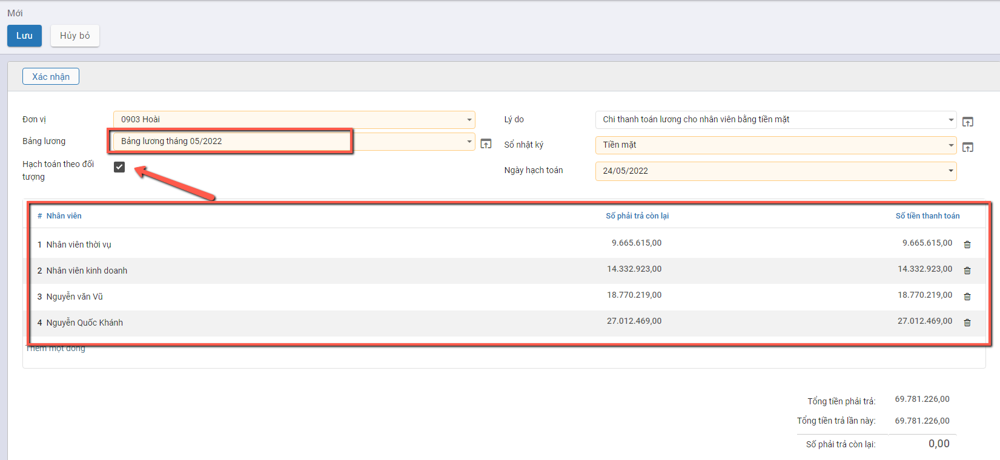 Mới
Lưu Hủy bỏ
Xác nhận
Đơn vị 0903 Hoài Lý do Chi thanh toán lương cho nhân viên bằng tiền mặt
Bảng lương Bảng lương tháng 05/2022 Sổ nhật ký Tiền mặt
Hạch toán theo đối
tượng
Ngày hạch toán 24/05/2022
# Nhân viên Số phải trả còn lại Số tiền thanh toán
1 Nhân viên thời vụ 9.665.615,00 9.665.615,00
2 Nhân viên kinh doanh 14.332.923,00 14.332.923,00
3 Nguyễn văn Vũ 18.770.219,00 18.770.219,00
4 Nguyễn Quốc Khánh 27.012.469,00 27.012.469,00
Thêm một dòng
Tổng tiền phải trả: 69.781.226,00
Tổng tiền trả lần này: 69.781.226,00
Số phải trả còn lại: 0,00